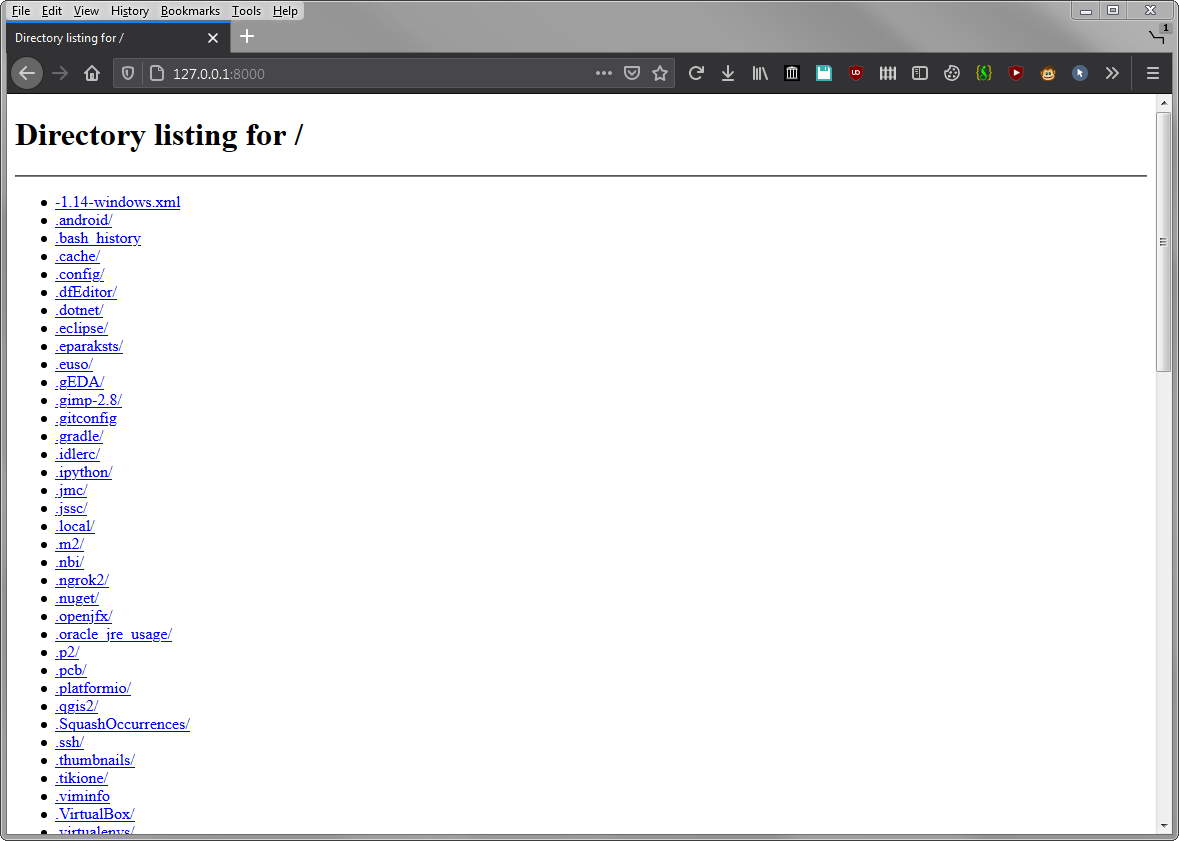 File Edit View History Bookmarks Tools Help
Directory listing for /
1
127.0.0.1:8000
Directory listing for /
-1.14-windows.xml
.android/
.bash_history
.cache/
.config/
.dfEditor/
.dotnet/
.eclipse/
.eparaksts/
.euso/
.gEDA/
.gimp-2.8/
.gitconfig
.gradle/
.idlerc/
.ipython/
.jmc/
.jssc/
.local/
.m2/
.nbi/
.ngrok2/
.nuget/
.openjfx/
.oracle_jre_usage/
.p2/
.pcb/
.platformio/
.qgis2/
.SquashOccurrences/
.ssh/
.thumbnails/
.tikione/
.viminfo
.VirtualBox/
.virtualenvs/